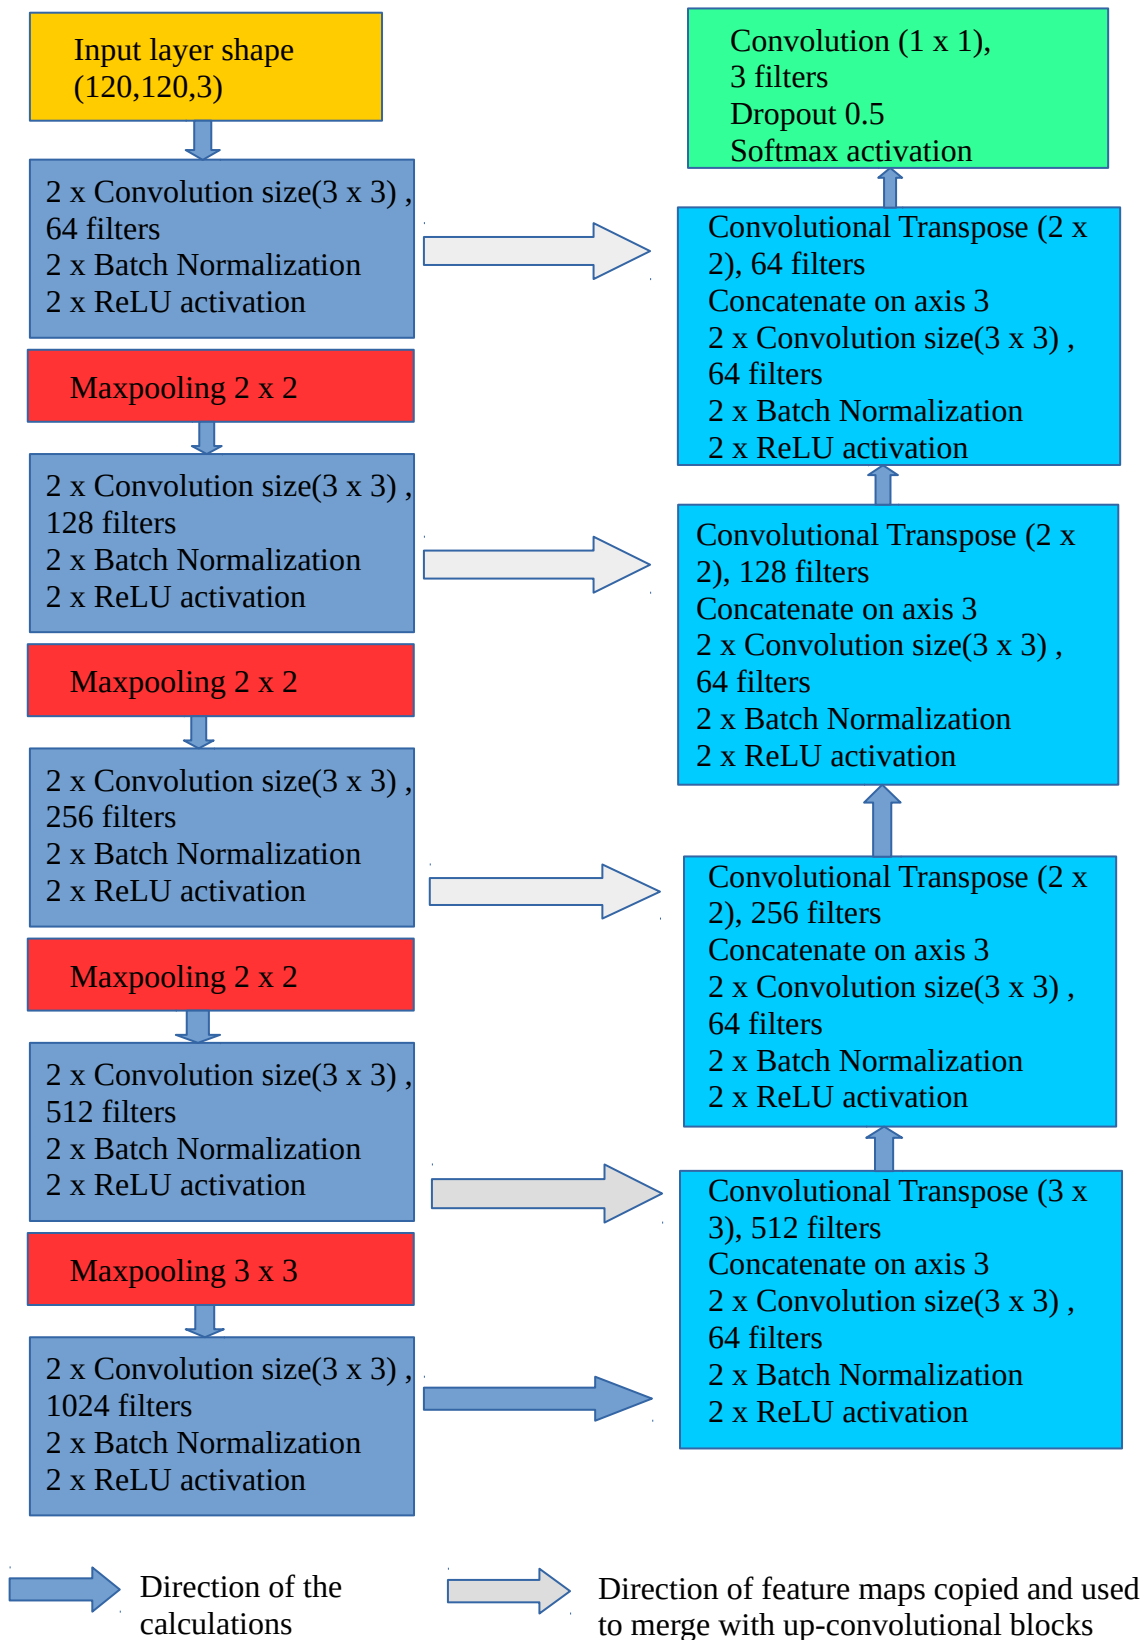 Input layer shape
(120,120,3)
2 x Convolution size(3 x 3) ,
64 filters
2 x Batch Normalization
2 x ReLU activation
Maxpooling 2 x 2
2 x Convolution size(3 x 3) ,
128 filters
2 x Batch Normalization
2 x ReLU activation
Maxpooling 2 x 2
2 x Convolution size(3 x 3) ,
256 filters
2 x Batch Normalization
2 x ReLU activation
Maxpooling 2 x 2
2 x Convolution size(3 x 3) ,
512 filters
2 x Batch Normalization
2 x ReLU activation
Maxpooling 3 x 3
2 x Convolution size(3 x 3) ,
1024 filters
2 x Batch Normalization
2 x ReLU activation
Convolution (1 x 1),
3 filters
Dropout 0.5
Softmax activation
Convolutional Transpose (2 x
2), 64 filters
Concatenate on axis 3
2 x Convolution size(3 x 3) ,
64 filters
2 x Batch Normalization
2 x ReLU activation
Convolutional Transpose (2 x
2), 128 filters
Concatenate on axis 3
2 x Convolution size(3 x 3) ,
64 filters
2 x Batch Normalization
2 x ReLU activation
Convolutional Transpose (2 x
2), 256 filters
Concatenate on axis 3
2 x Convolution size(3 x 3) ,
64 filters
2 x Batch Normalization
2 x ReLU activation
Convolutional Transpose (3 x
3), 512 filters
Concatenate on axis 3
2 x Convolution size(3 x 3) ,
64 filters
2 x Batch Normalization
2 x ReLU activation
Direction of the
calculations
Direction of feature maps copied and used
to merge with up-convolutional blocks